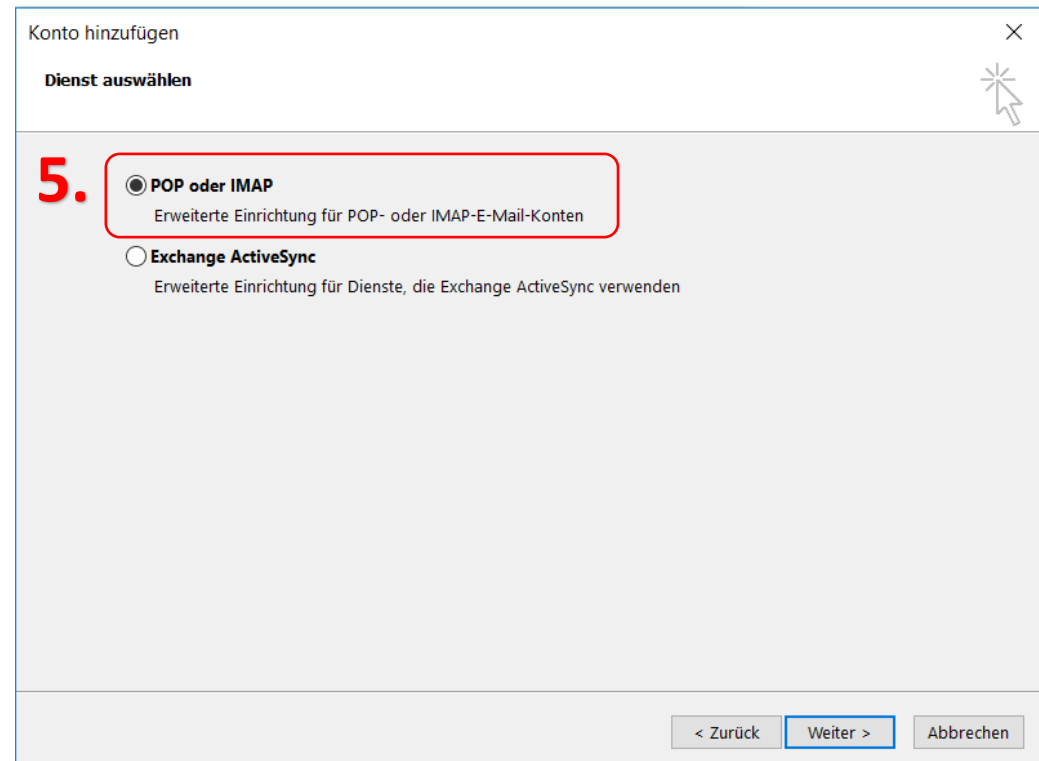 Konto hinzufügen
Dienst auswählen
5.
POP oder IMAP
Erweiterte Einrichtung für POP- oder IMAP-E-Mail-Konten
Exchange ActiveSync
Erweiterte Einrichtung für Dienste, die Exchange ActiveSync verwenden
< Zurück Weiter > Abbrechen